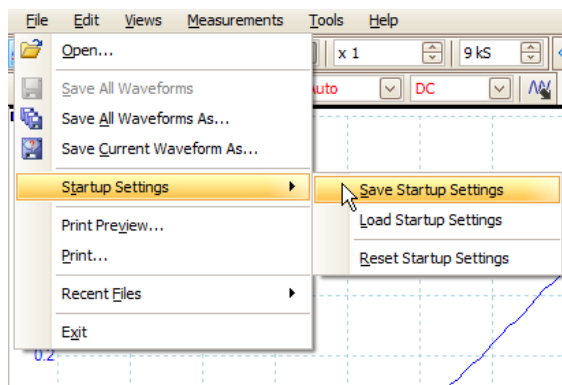 File Edit Views Measurements Tools Help
Open...
x 1
9 kS
Save All Waveforms
uto
DC
Save All Waveforms As...
Save Current Waveform As...
Startup Settings
Save Startup Settings
Load Startup Settings
Print Preview...
Print...
Reset Startup Settings
Recent Files
Exit
0.2